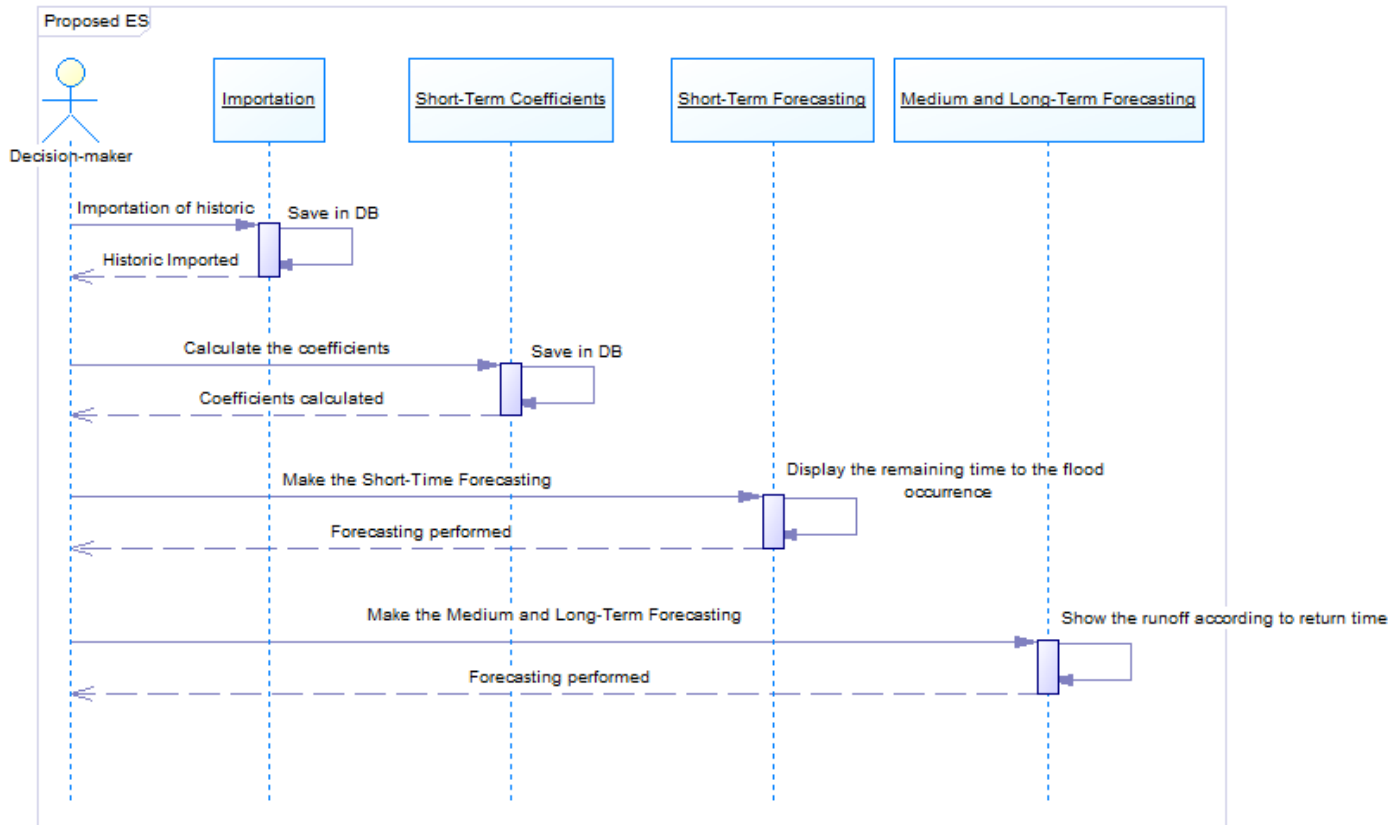 Proposed ES
Importation
Short-Term Coefficients
Short-Term Forecasting
Medium and Long-Term Forecasting
Decision-maker
Importation of historic
Save in DB
Historic Imported
Calculate the coefficients
Save in DB
Coefficients calculated
Make the Short-Time Forecasting
Display the remaining time to the flood
occurrence
Forecasting performed
Make the Medium and Long-Term Forecasting
Show the runoff according to return time
Forecasting performed